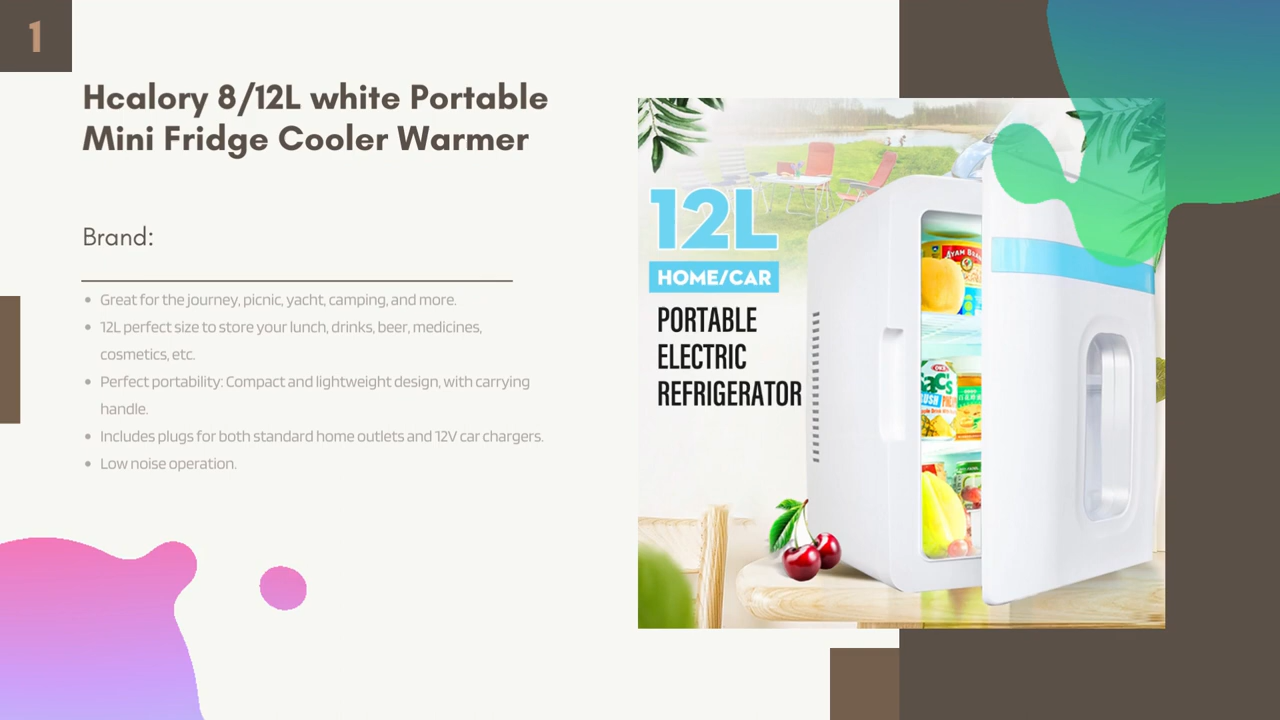 1
Hcalory 8/12L white Portable
Mini Fridge Cooler Warmer
Brand:
Great for the journey, picnic, yacht, camping, and more.
12L perfect size to store your lunch, drinks, beer, medicines,
cosmetics, etc.
Perfect portability: Compact and lightweight design, with carrying
handle.
Includes plugs for both standard home outlets and 12V car chargers.
Low noise operation.
12L
HOME/CAR
PORTABLE
ELECTRIC
REFRIGERATOR
AYAM